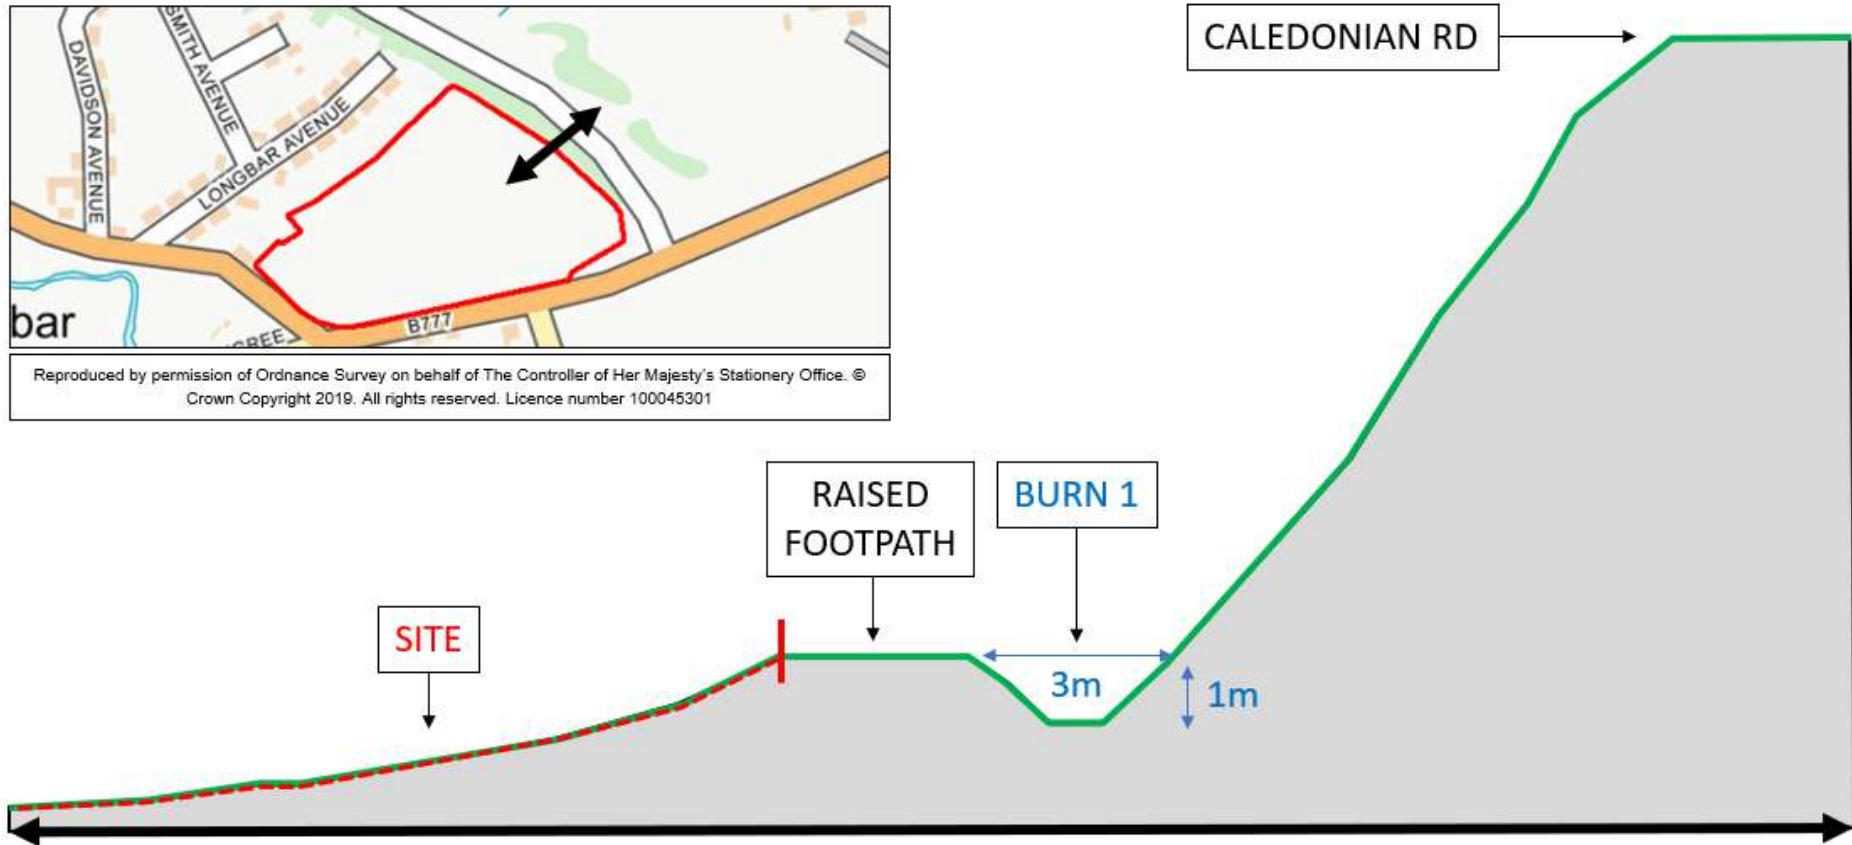 CALEDONIAN RD
DAVIDSON AVENUE
SMITH AVENUE
LONGBAR AVENUE
bar
GREE
B777
Reproduced by permission of Ordnance Survey on behalf of The Controller of Her Majesty's Stationery Office. ©
Crown Copyright 2019. All rights reserved. Licence number 100045301
RAISED
FOOTPATH
BURN 1
SITE
3m
1m